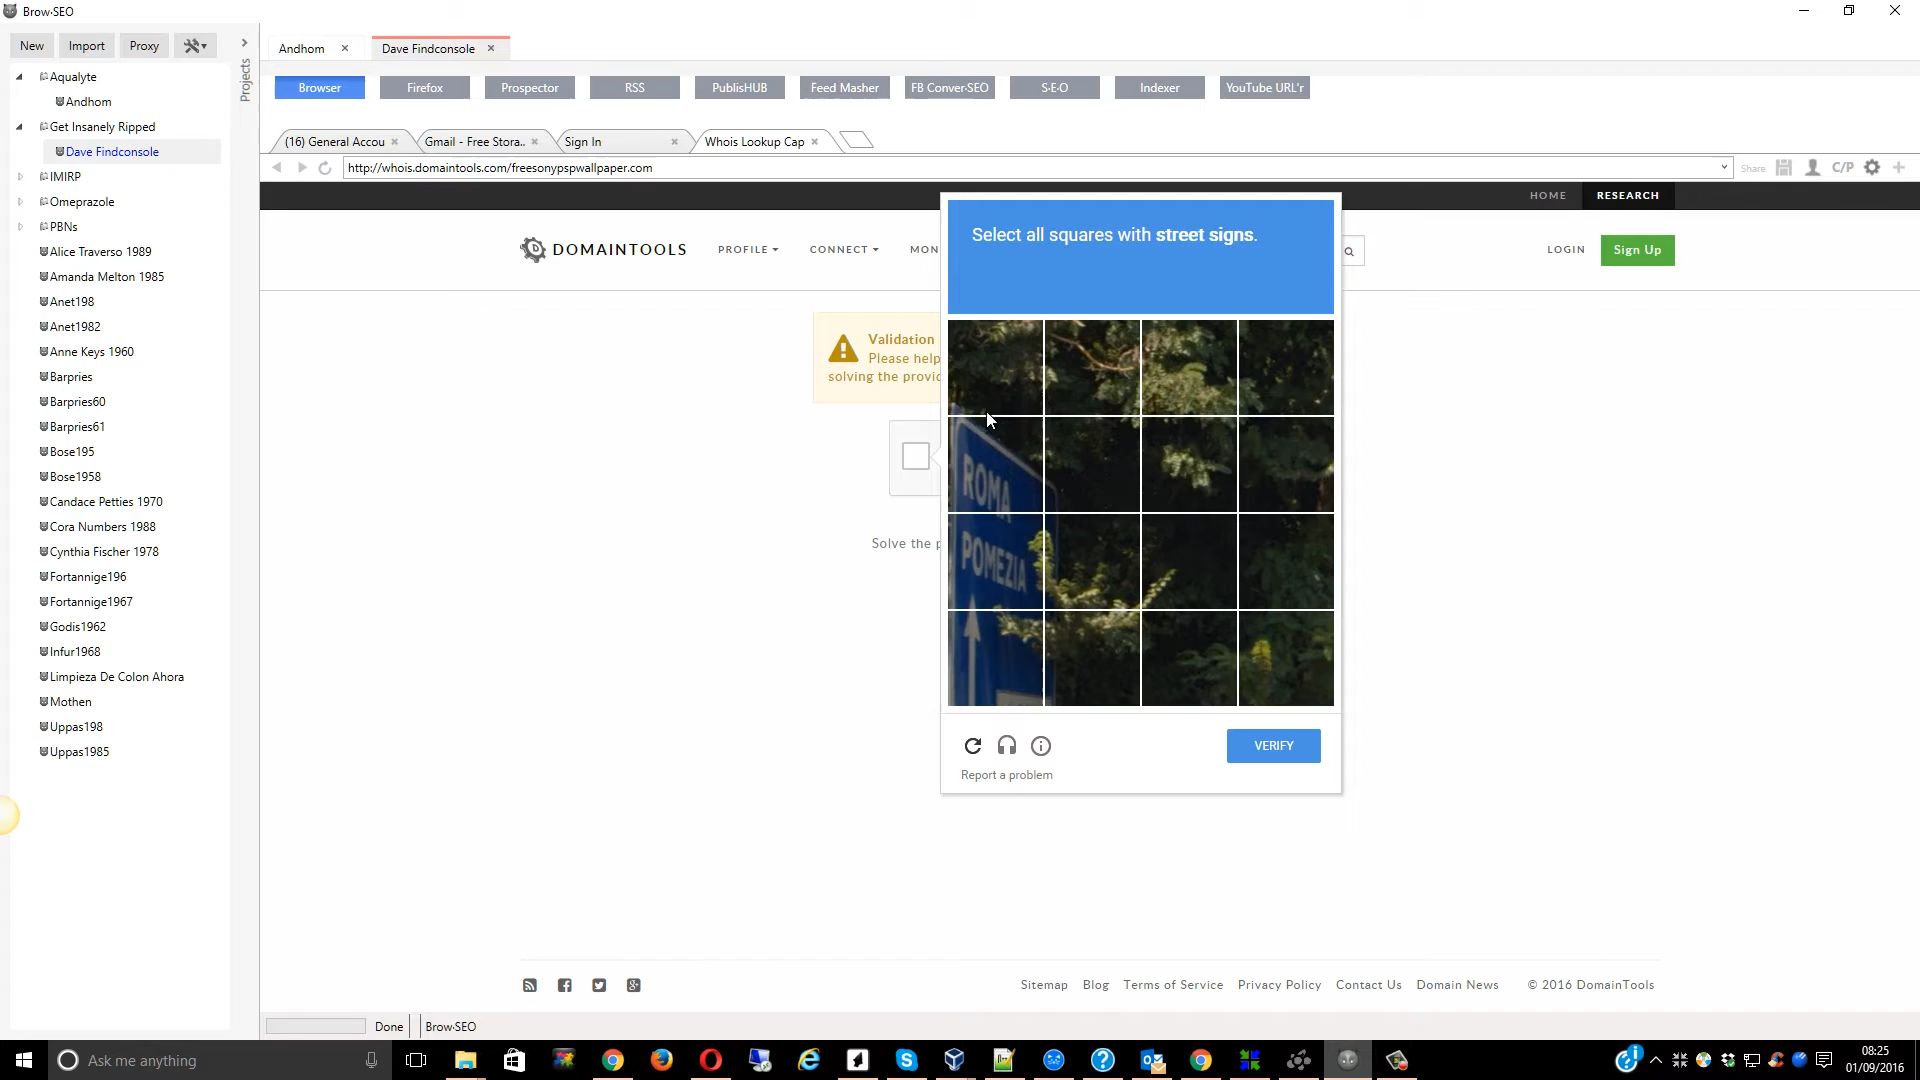 Brow·SEO
New Import Proxy
Aqualyte
Andhom
Get Insanely Ripped
Dave Findconsole
IMIRP
Omeprazole
PBNs
Alice Traverso 1989
Amanda Melton 1985
Anet198
Anet1982
Anne Keys 1960
Barpries
Barpries60
Barpries61
Bose195
Bose1958
Candace Petties 1970
Cora Numbers 1988
Cynthia Fischer 1978
Fortannige196
Fortannige1967
Godis1962
Infur1968
Limpieza De Colon Ahora
Mothen
Uppas198
Uppas1985
Projects
Andhom Dave Findconsole
Browser Firefox Prospector RSS PublisHUB Feed Masher FB Conver·SEO S·E·O Indexer YouTube URL'r
(16) General Accou Gmail - Free Stora.. Sign In Whois Lookup Cap
http://whois.domaintools.com/freesonypspwallpaper.com Share C/P
HOME RESEARCH
DOMAINTOOLS PROFILE CONNECT MON LOGIN Sign Up
Validation
Please help
solving the provid
Solve the p
Select all squares with street signs.
ROMA
POMEZIA
VERIFY
Report a problem
Sitemap Blog Terms of Service Privacy Policy Contact Us Domain News © 2016 DomainTools
Done Brow·SEO
Ask me anything
08:25
01/09/2016